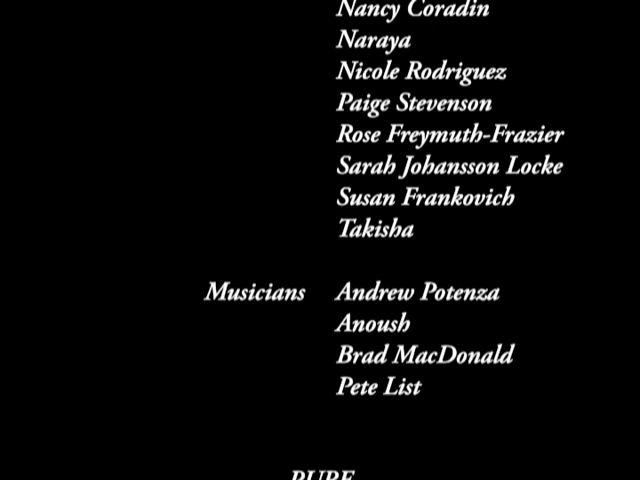 Nancy Coradin
Naraya
Nicole Rodriguez
Paige Stevenson
Rose Freymuth-Frazier
Sarah Johansson Locke
Susan Frankovich
Takisha
Musicians Andrew Potenza
Anoush
Brad MacDonald
Pete List
PURE